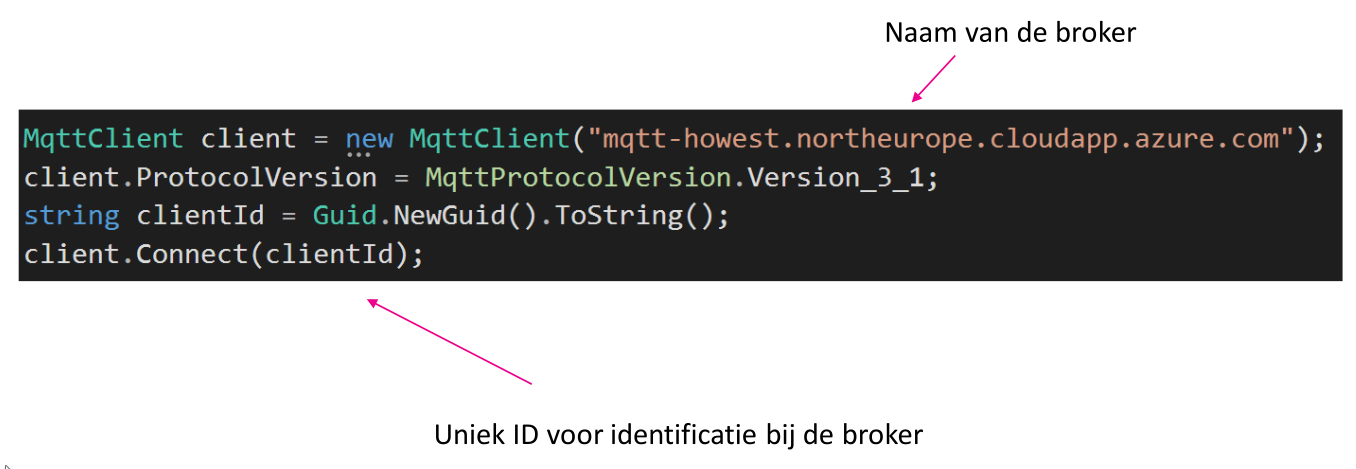 Naam van de broker
MqttClient client = new MqttClient("mqtt-howest.northeurope.cloudapp.azure.com");
client.ProtocolVersion = MqttProtocolVersion.Version_3_1;
string clientId = Guid.NewGuid().ToString();
client.Connect(clientId);
Uniek ID voor identificatie bij de broker